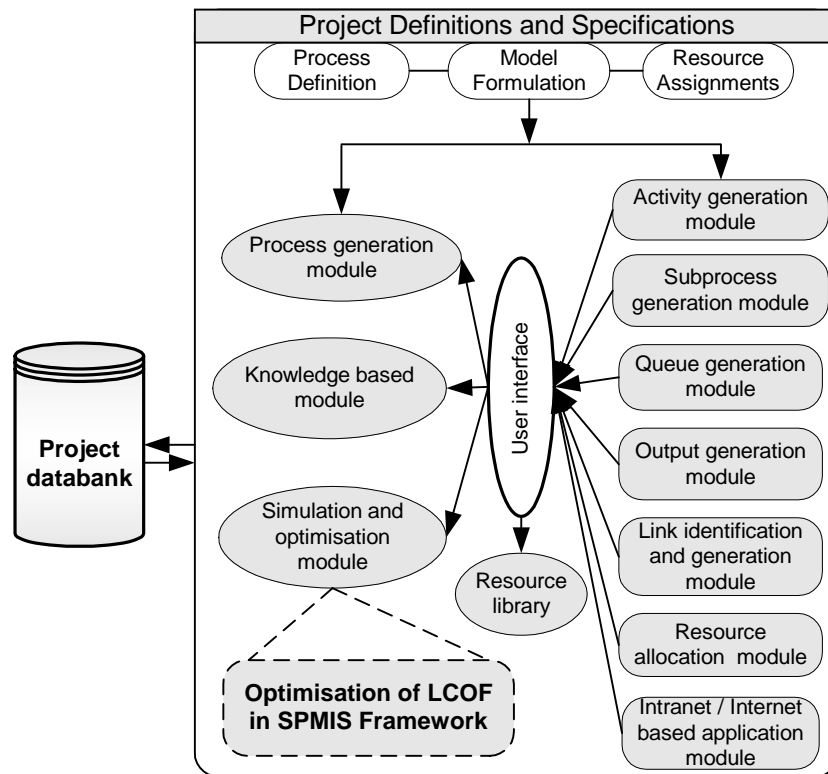 Project Definitions and Specifications
Process
Definition
Model
Formulation
Resource
Assignments
Activity generation
module
Process generation
module
Subprocess
generation module
User interface
Queue generation
module
Knowledge based
module
Project
databank
Output generation
module
Simulation and
optimisation
module
Link identification
and generation
module
Resource
library
Resource
allocation module
Optimisation of LCOF
in SPMIS Framework
Intranet / Internet
based application
module